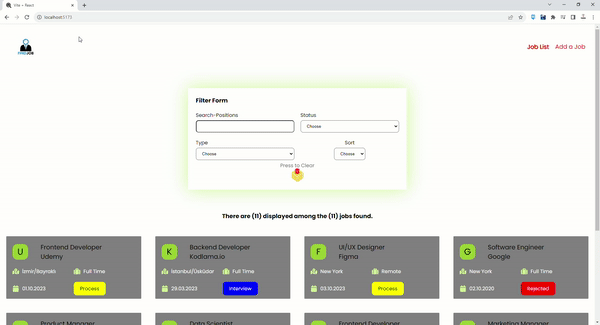 Vite + React
localhost:5173
FINDJOB
Job List Add a Job
Filter Form
Search-Positions Status
Choose
Type Sort
Choose Choose
Press to Clear
There are (11) displayed among the (11) jobs found.
U Frontend Developer
Udemy
İzmir/Bayraklı Full Time
01.10.2023 Process
K Backend Developer
Kodlama.io
İstanbul/Üsküdar Full Time
29.03.2023 Interview
F UI/UX Designer
Figma
New York Remote
03.10.2023 Process
G Software Engineer
Google
New York Full Time
02.10.2020 Rejected
Product Manager
Data Scientist
Frontend Developer
Marketing Manager